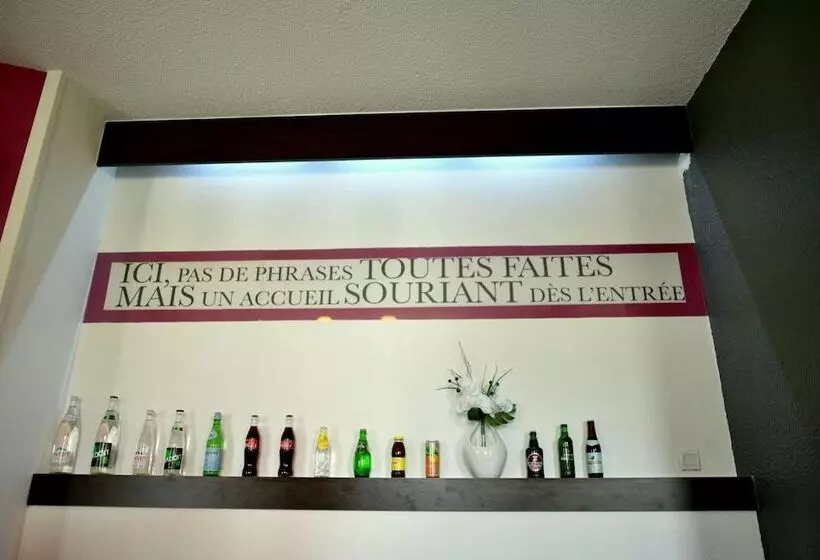 ICI, PAS DE PHRASES TOUTES FAITES
MAIS UN ACCUEIL SOURIANT DÈS L'ENTRÉE